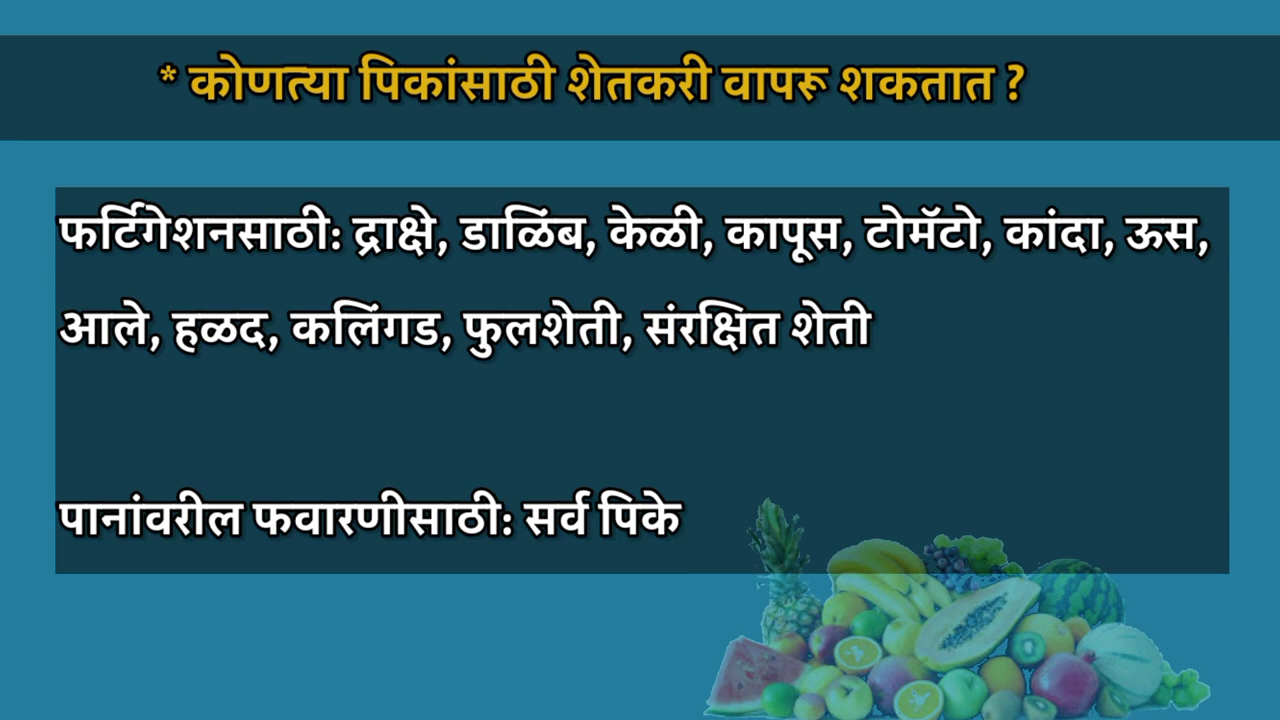 * कोणत्या पिकांसाठी शेतकरी वापरू शकतात ?
फर्टिगेशनसाठी: द्राक्षे, डाळिंब, केळी, कापूस, टोमॅटो, कांदा, ऊस,
आले, हळद, कलिंगड, फुलशेती, संरक्षित शेती
पानांवरील फवारणीसाठी: सर्व पिके